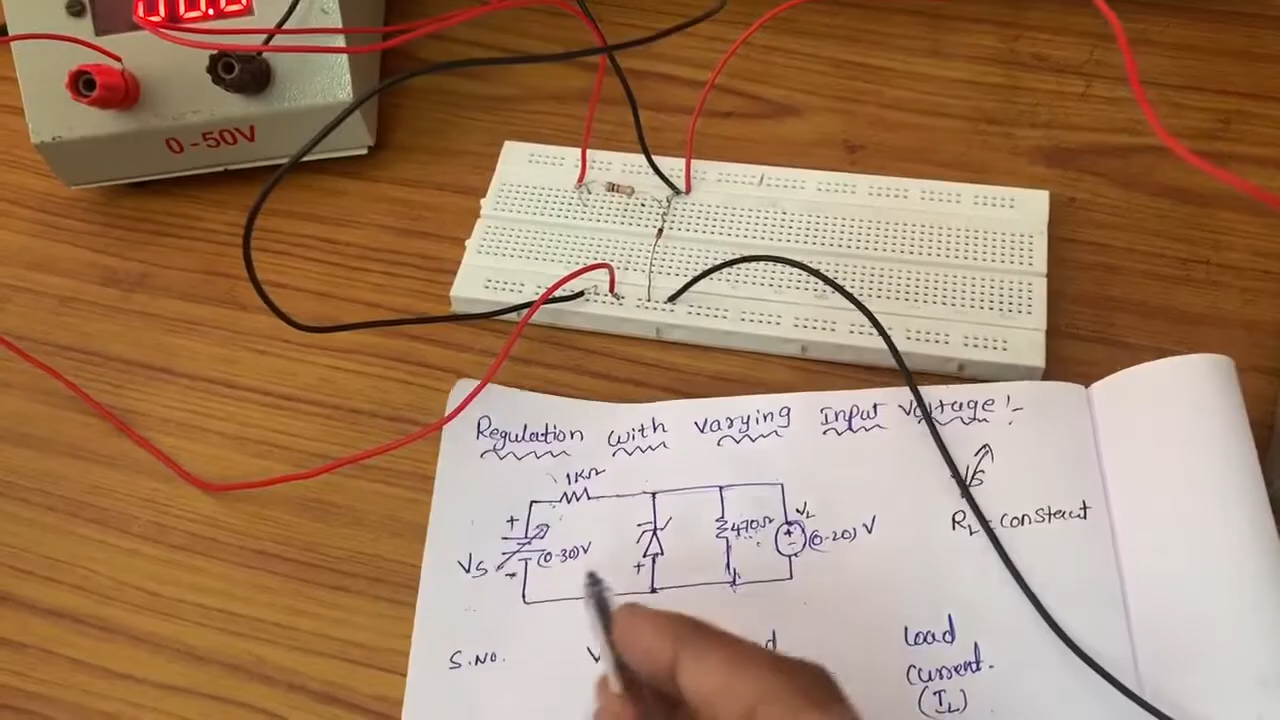 0-50V
Regulation with varying Input Voltage!-
1KΩ
VS
RL = constant
+
VS
-
(0-30)V
+
470Ω
VL
+
-
(0-20)V
S.NO.
V
d
Load
current.
(IL)